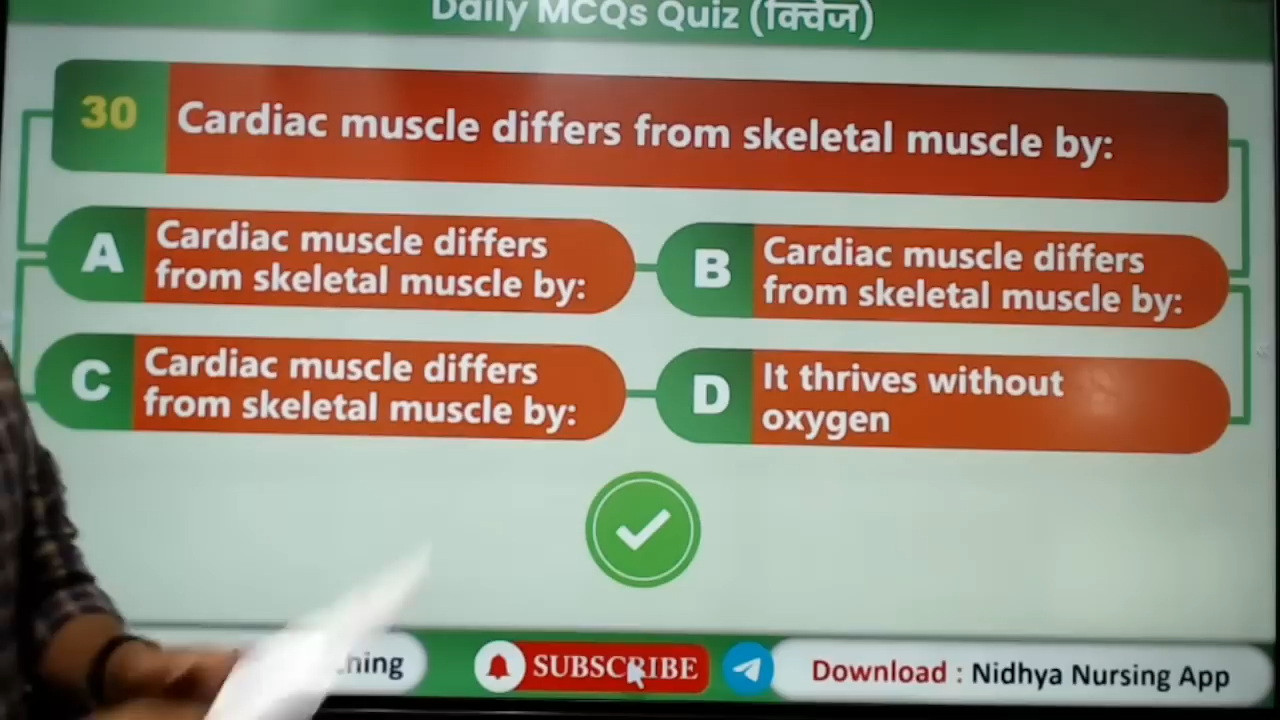 Daily MCQs Quiz (क्विज)
30
Cardiac muscle differs from skeletal muscle by:
A
Cardiac muscle differs
from skeletal muscle by:
B
Cardiac muscle differs
from skeletal muscle by:
C
Cardiac muscle differs
from skeletal muscle by:
D
It thrives without
oxygen
SUBSCRIBE
Download : Nidhya Nursing App